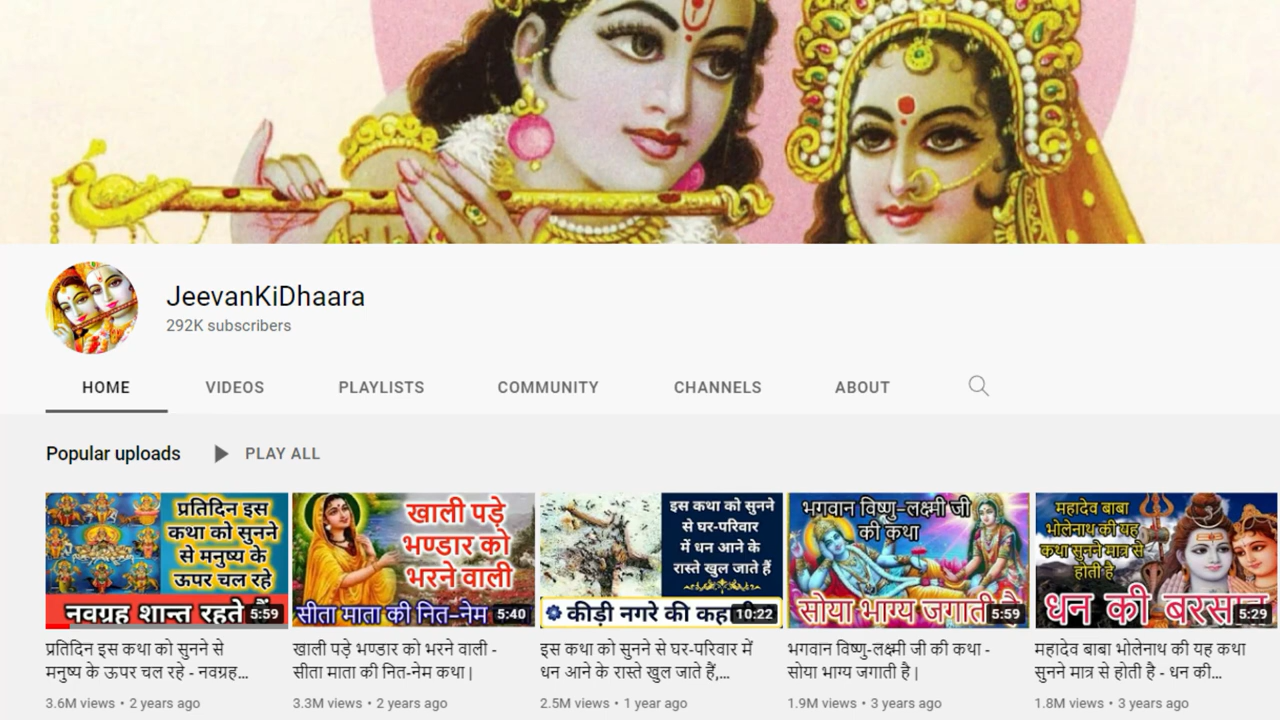 JeevanKiDhaara
292K subscribers
HOME VIDEOS PLAYLISTS COMMUNITY CHANNELS ABOUT
Popular uploads PLAY ALL
प्रतिदिन इस
कथा को सुनने
से मनुष्य के
ऊपर चल रहे
नवग्रह शान्त रहते हैं
5:59
खाली पड़े
भण्डार को
भरने वाली
सीता माता की नित-नेम
5:40
इस कथा को सुनने
से घर-परिवार
में धन आने के
रास्ते खुल जाते हैं
कीड़ी नगरे की
10:22
भगवान विष्णु-लक्ष्मी जी
की कथा
सोया भाग्य जगाती है
5:59
महादेव बाबा
भोलेनाथ की यह
कथा सुनने मात्र से
होती है
धन की बरसात
5:29
प्रतिदिन इस कथा को सुनने से
मनुष्य के ऊपर चल रहे - नवग्रह...
3.6M views • 2 years ago
खाली पड़े भण्डार को भरने वाली -
सीता माता की नित-नेम कथा |
3.3M views • 2 years ago
इस कथा को सुनने से घर-परिवार में
धन आने के रास्ते खुल जाते हैं,...
2.5M views • 1 year ago
भगवान विष्णु-लक्ष्मी जी की कथा -
सोया भाग्य जगाती है |
1.9M views • 3 years ago
महादेव बाबा भोलेनाथ की यह कथा
सुनने मात्र से होती है - धन की...
1.8M views • 3 years ago